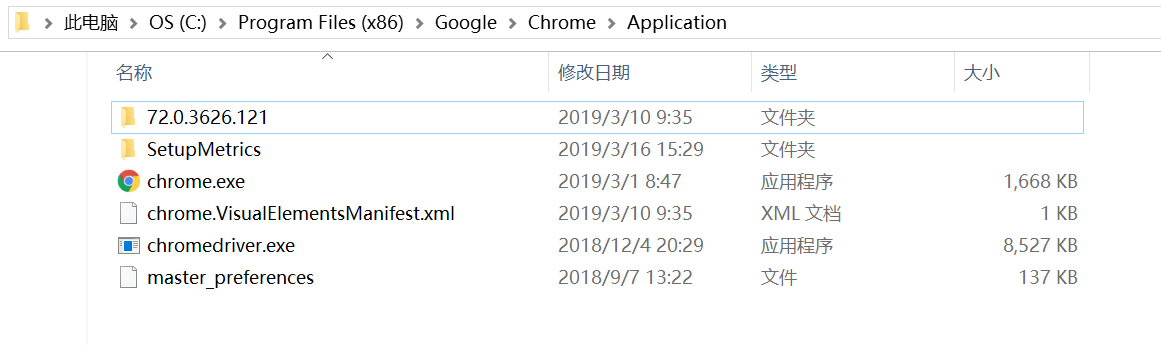 此电脑 > OS (C:) > Program Files (x86) > Google > Chrome > Application
名称 修改日期 类型 大小
72.0.3626.121 2019/3/10 9:35 文件夹
SetupMetrics 2019/3/16 15:29 文件夹
chrome.exe 2019/3/1 8:47 应用程序 1,668 KB
chrome.VisualElementsManifest.xml 2019/3/10 9:35 XML 文档 1 KB
chromedriver.exe 2018/12/4 20:29 应用程序 8,527 KB
master_preferences 2018/9/7 13:22 文件 137 KB